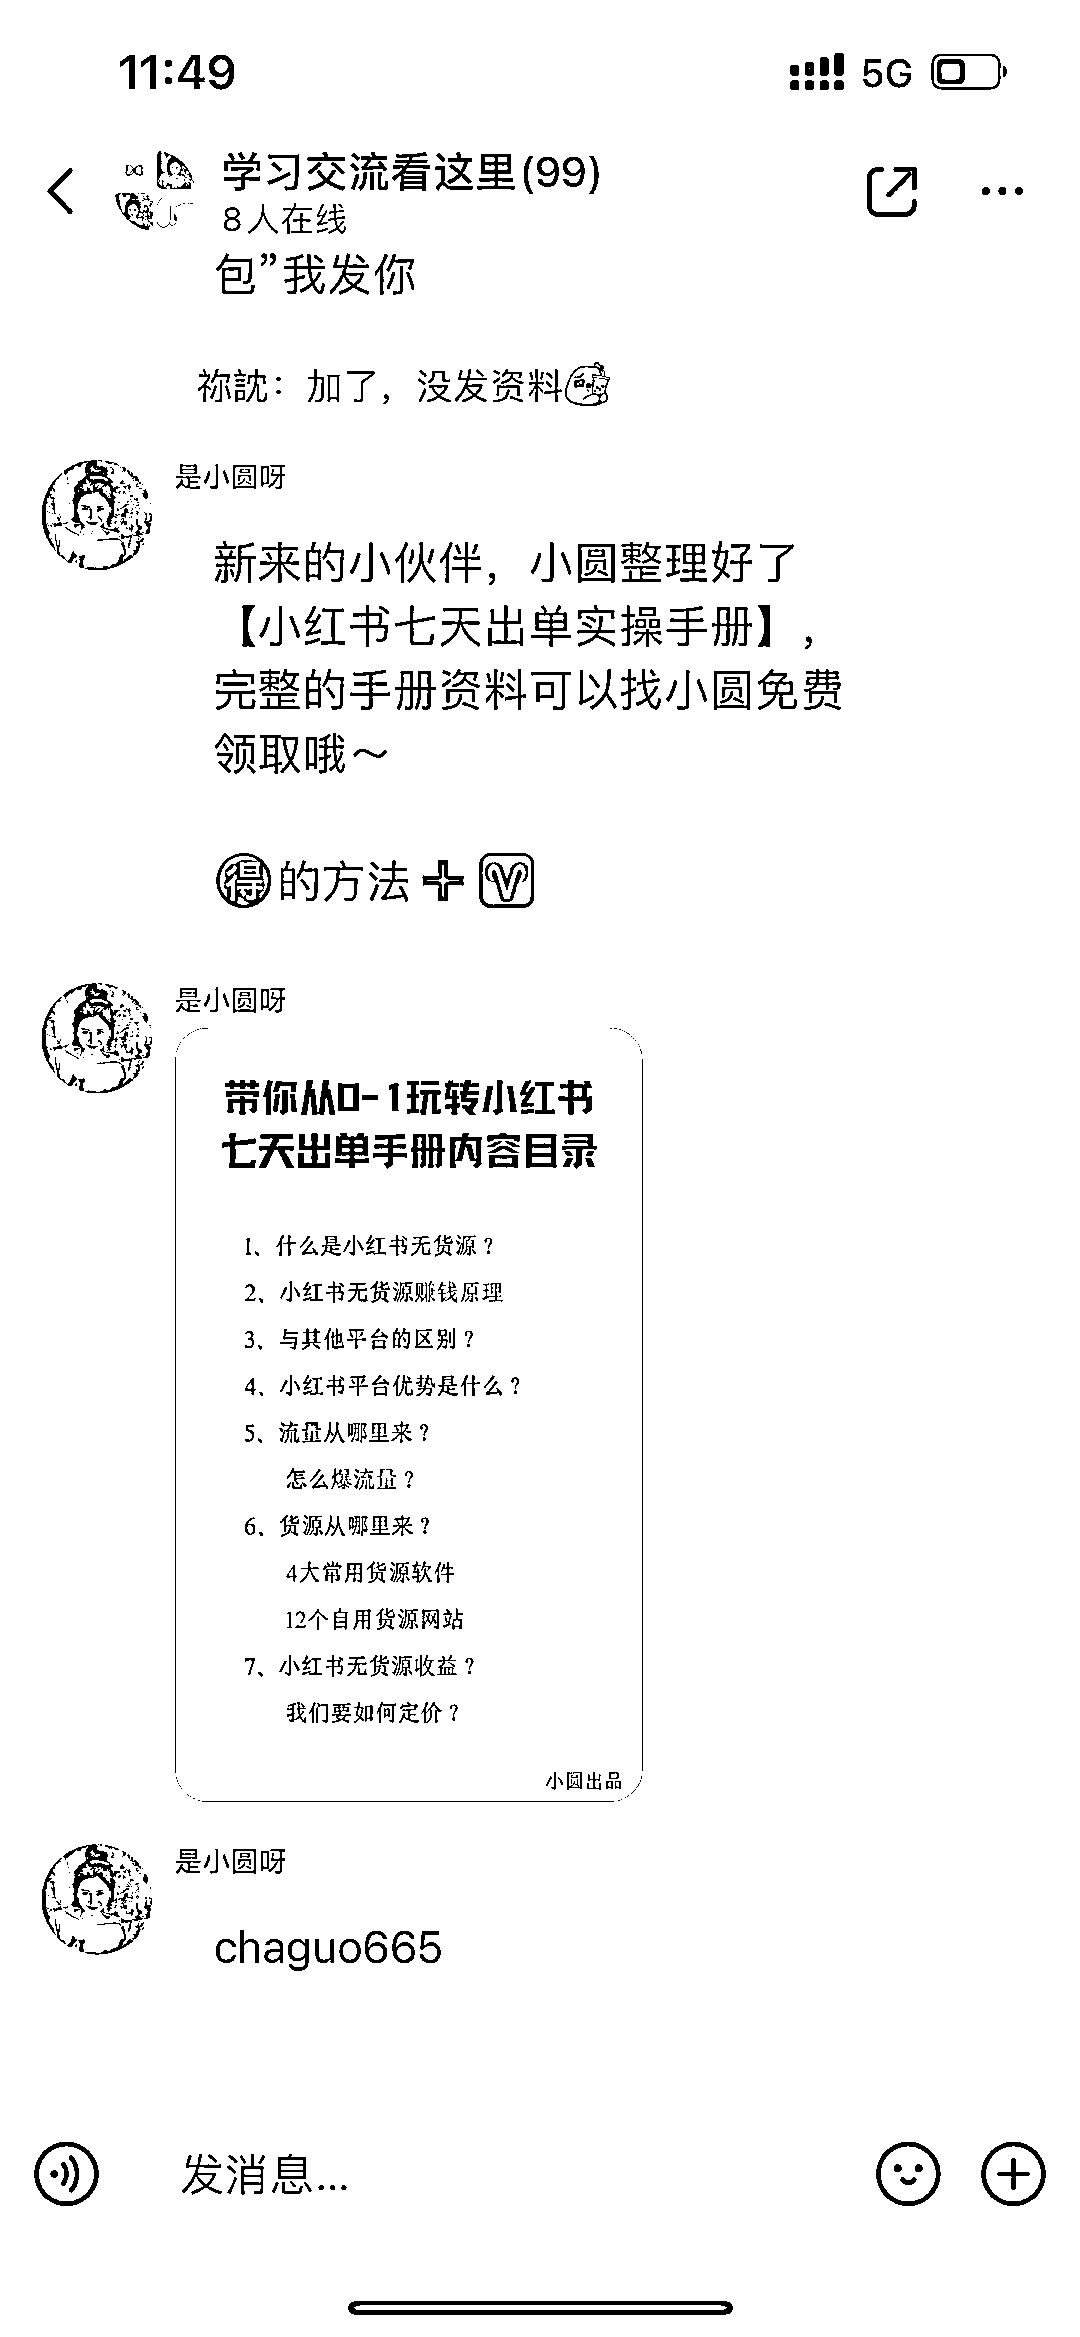 11:49
5G
学习交流看这里(99)
8人在线
包”我发你
祢訦：加了，没发资料
是小圆呀
新来的小伙伴，小圆整理好了
【小红书七天出单实操手册】，
完整的手册资料可以找小圆免费
领取哦～
🉐的方法➕♈
是小圆呀
带你从0-1玩转小红书
七天出单手册内容目录
1、什么是小红书无货源？
2、小红书无货源赚钱原理
3、与其他平台的区别？
4、小红书平台优势是什么？
5、流量从哪里来？
怎么爆流量？
6、货源从哪里来？
4大常用货源软件
12个自用货源网站
7、小红书无货源收益？
我们要如何定价？
小圆出品
是小圆呀
chaguo665
发消息...